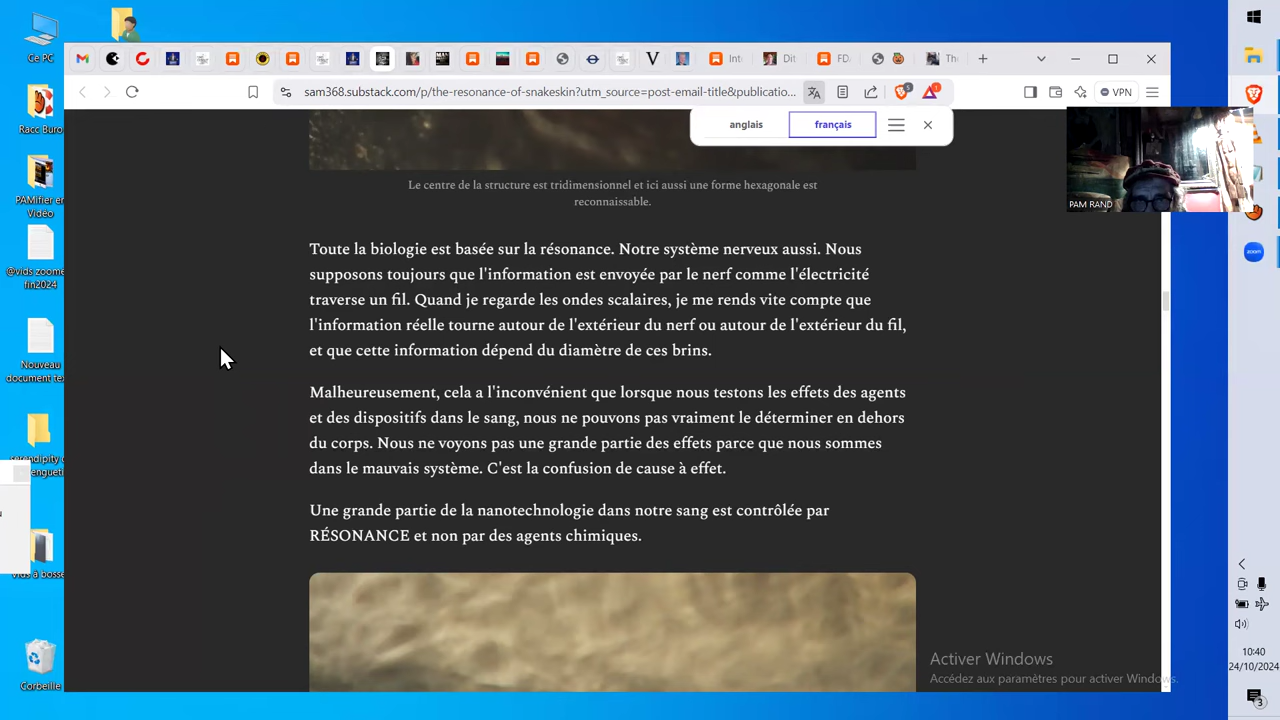 Ce PC
Racc Buro
PAMifier en
Vidéo
@vids zoome
fin2024
Nouveau
document te
serendipity
Vids à bosse
Corbeille
Int
Dit
FD
Th
sam368.substack.com/p/the-resonance-of-snakeskin?utm_source=post-email-title&publicatio...
5
1
VPN
anglais
français
PAM RAND
Le centre de la structure est tridimensionnel et ici aussi une forme hexagonale est
reconnaissable.
Toute la biologie est basée sur la résonance. Notre système nerveux aussi. Nous
supposons toujours que l'information est envoyée par le nerf comme l'électricité
traverse un fil. Quand je regarde les ondes scalaires, je me rends vite compte que
l'information réelle tourne autour de l'extérieur du nerf ou autour de l'extérieur du fil,
et que cette information dépend du diamètre de ces brins.
Malheureusement, cela a l'inconvénient que lorsque nous testons les effets des agents
et des dispositifs dans le sang, nous ne pouvons pas vraiment le déterminer en dehors
du corps. Nous ne voyons pas une grande partie des effets parce que nous sommes
dans le mauvais système. C'est la confusion de cause à effet.
Une grande partie de la nanotechnologie dans notre sang est contrôlée par
RÉSONANCE et non par des agents chimiques.
Activer Windows
Accédez aux paramètres pour activer Windows.
zoom
10:40
24/10/2024
3